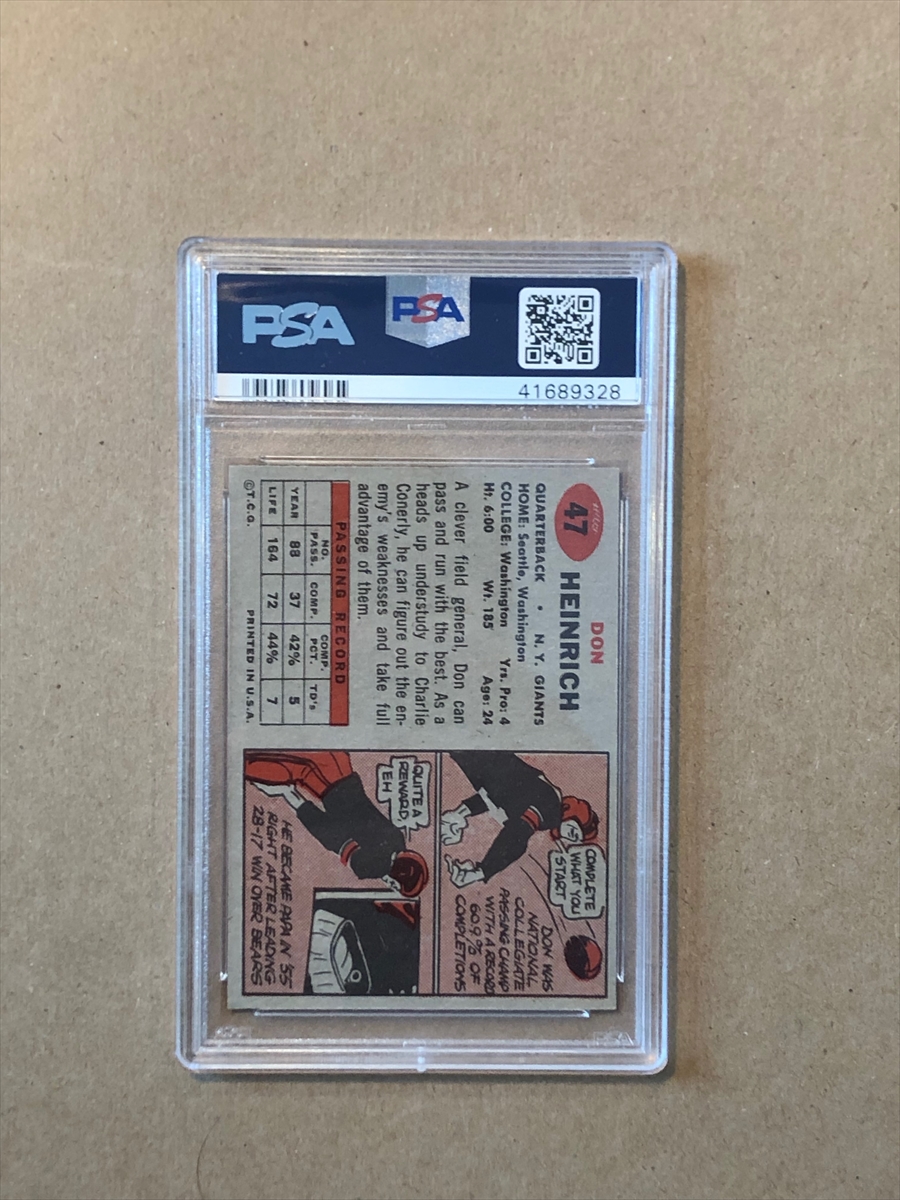 PSA
PSA
41689328
47
DON
HEINRICH
QUARTERBACK • N. Y. GIANTS
HOME: Seattle, Washington
COLLEGE: Washington Yrs. Pro: 4
Ht. 6:00 Wt. 185 Age: 24
A clever field general, Don can
pass and run with the best. As a
heads up understudy to Charlie
Conerly, he can figure out the en-
emy's weaknesses and take full
advantage of them.
PASSING RECORD
NO. PASS. COMP. COMP. PCT. TD's
YEAR 88 37 42% 5
LIFE 164 72 44% 7
©T.C.G. PRINTED IN U.S.A.
COMPLETE
WHAT YOU
START
DON WAS
NATIONAL
COLLEGIATE
PASSING CHAMP
WITH A RECORD
60.9% OF
COMPLETIONS
QUITE A
REWARD,
EH
HE BECAME PAPA IN '55
RIGHT AFTER LEADING
28-17 WIN OVER BEARS
PSA